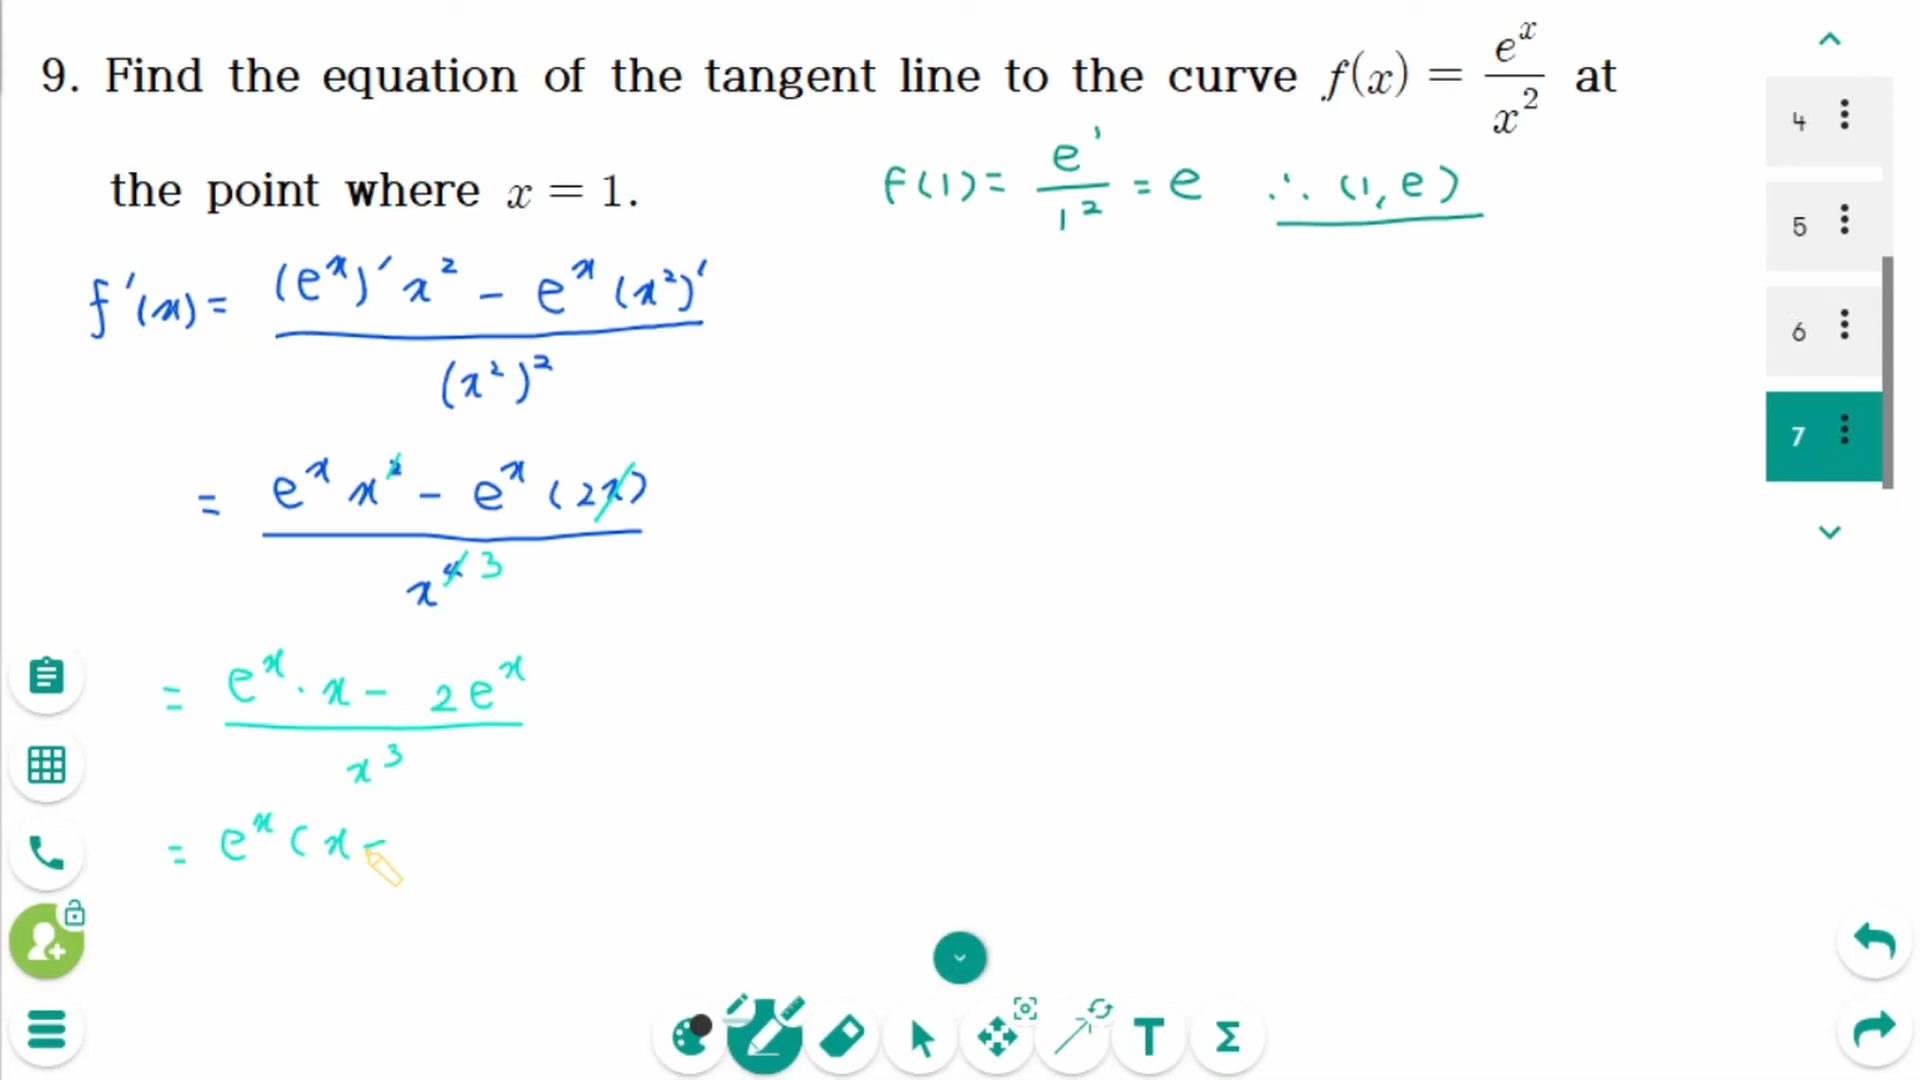 9. Find the equation of the tangent line to the curve f(x) = e^x / x^2 at
the point where x = 1.
f(1) = e^1 / 1^2 = e ∴ (1, e)
f'(x) = ((e^x)' x^2 - e^x (x^2)') / (x^2)^2
= (e^x x^2 - e^x (2x)) / x^4 3
= (e^x · x - 2e^x) / x^3
= e^x (x -
4
5
6
7
T
Σ